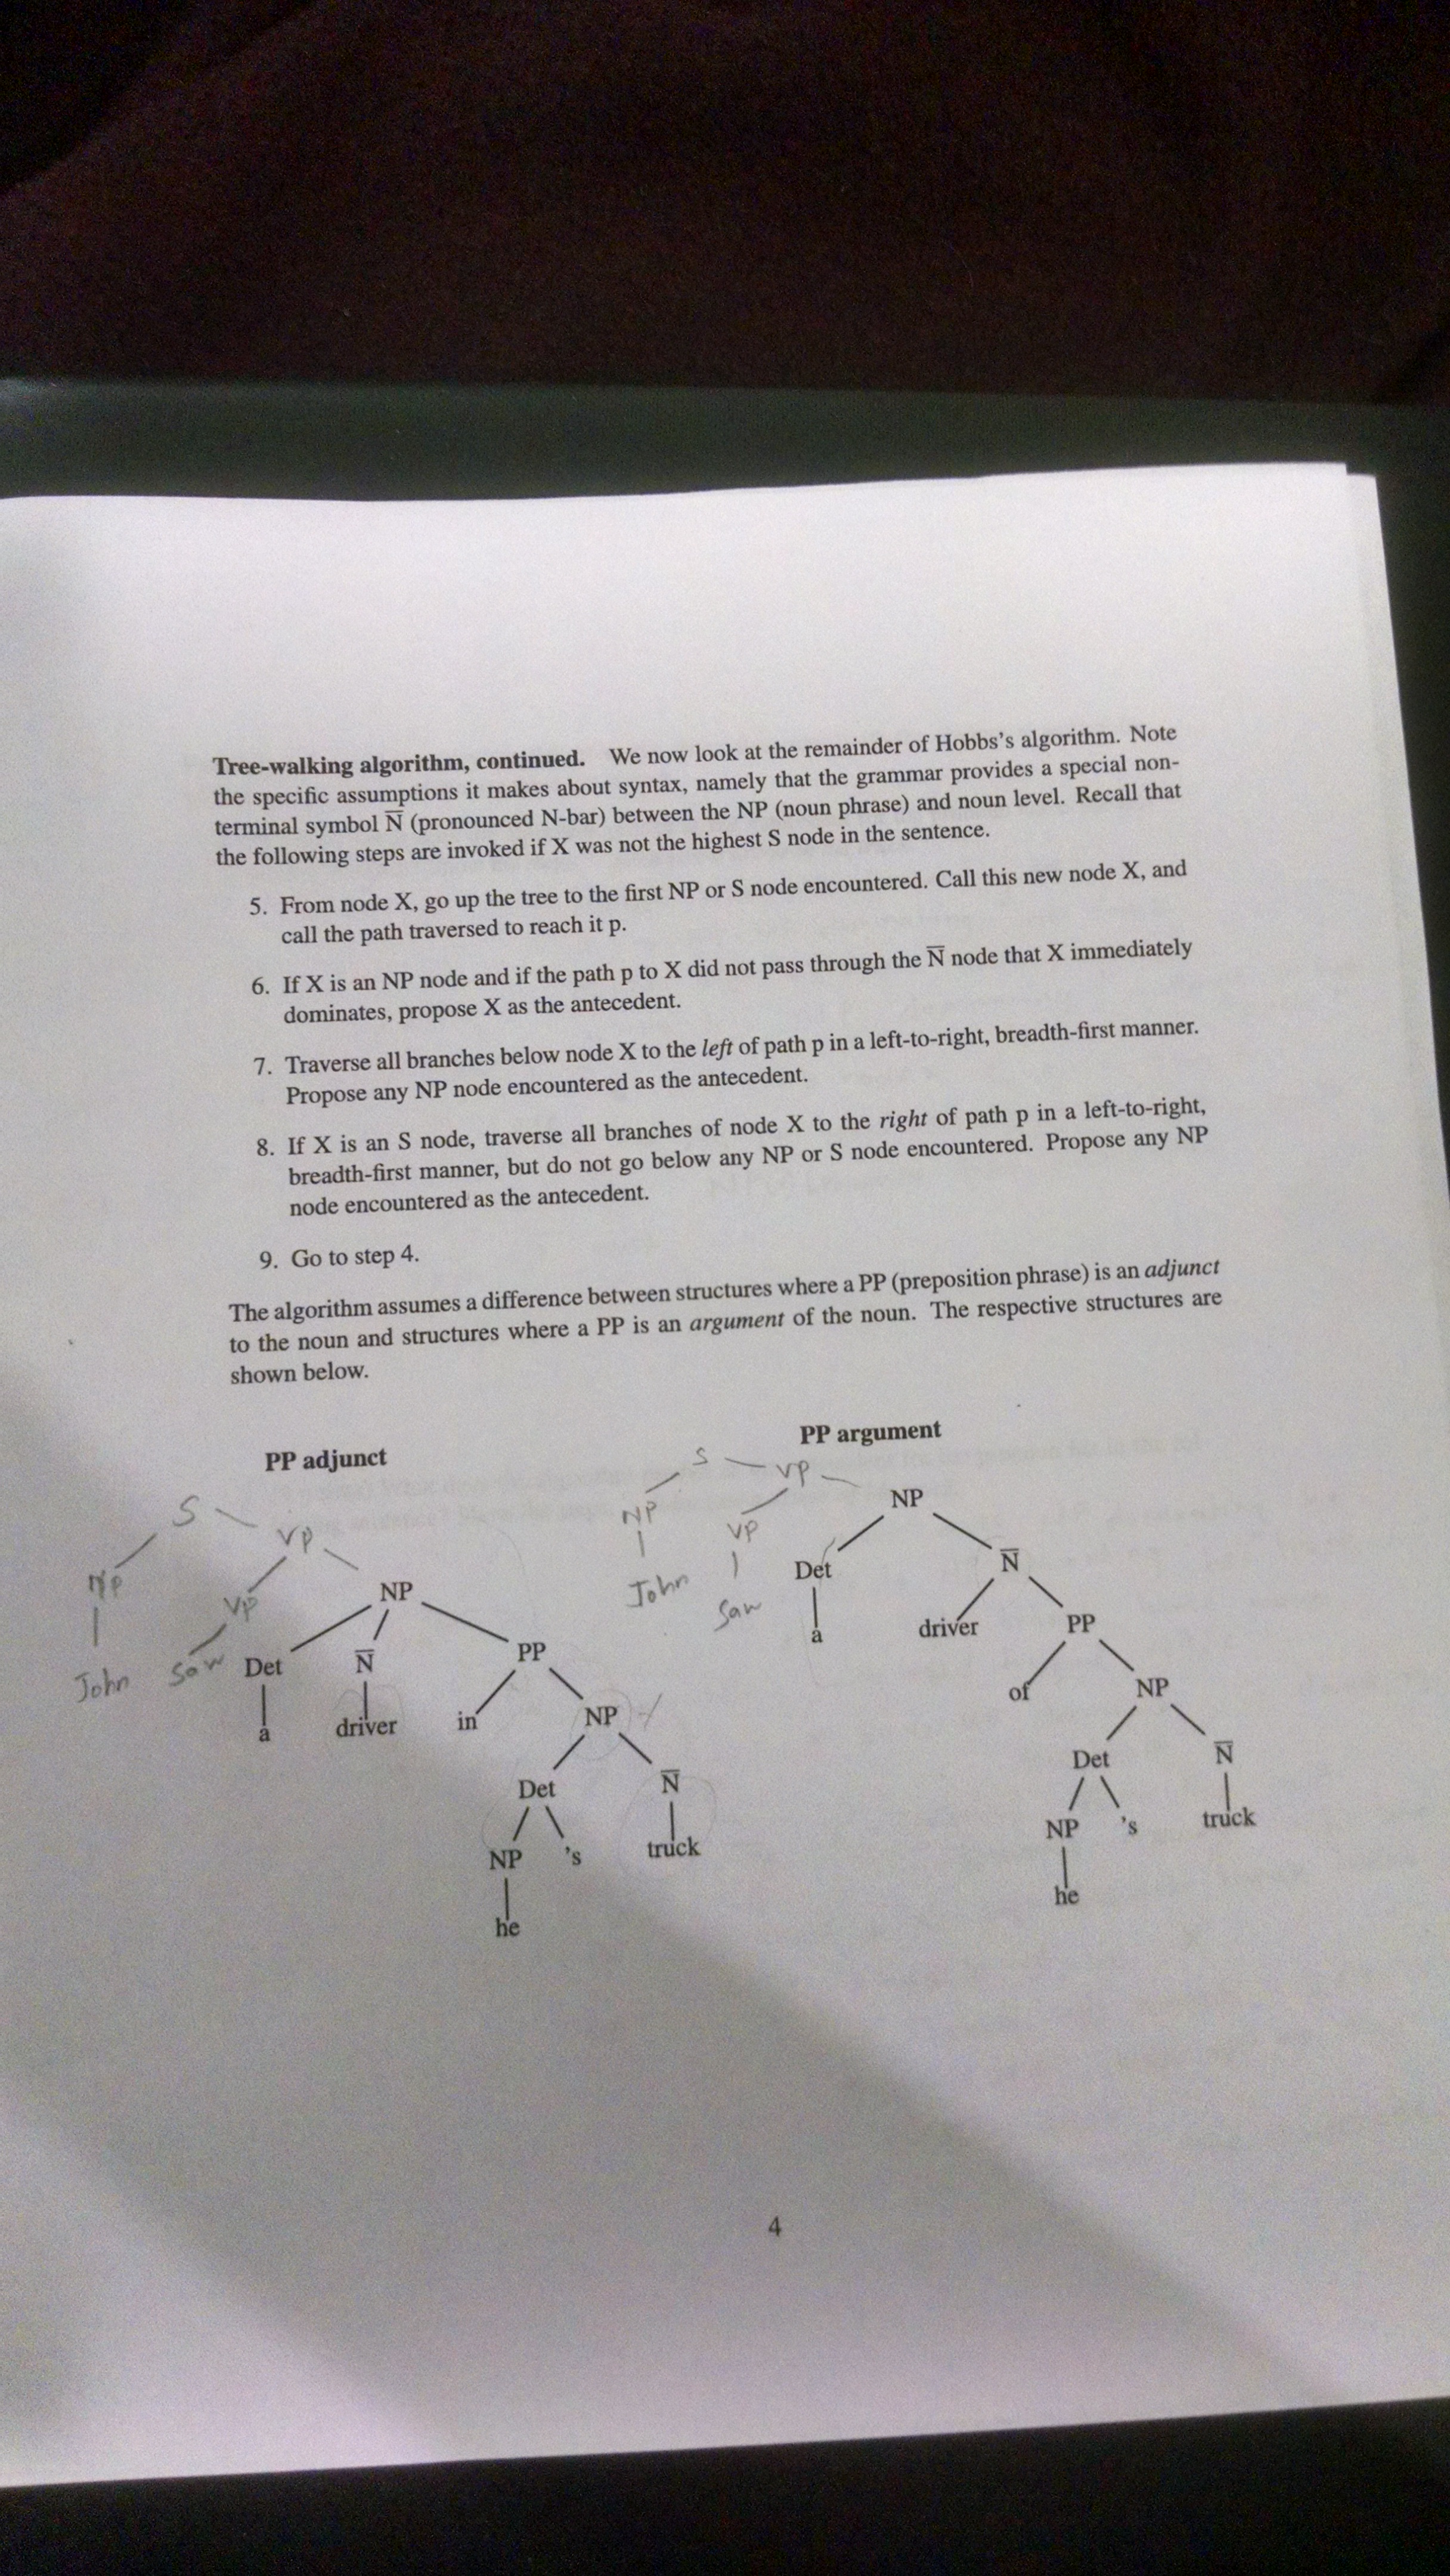 Tree-walking algorithm, continued. We now look at the remainder of Hobbs's algorithm. Note
the specific assumptions it makes about syntax, namely that the grammar provides a special non-
terminal symbol N̅ (pronounced N-bar) between the NP (noun phrase) and noun level. Recall that
the following steps are invoked if X was not the highest S node in the sentence.
5. From node X, go up the tree to the first NP or S node encountered. Call this new node X, and
call the path traversed to reach it p.
6. If X is an NP node and if the path p to X did not pass through the N̅ node that X immediately
dominates, propose X as the antecedent.
7. Traverse all branches below node X to the left of path p in a left-to-right, breadth-first manner.
Propose any NP node encountered as the antecedent.
8. If X is an S node, traverse all branches of node X to the right of path p in a left-to-right,
breadth-first manner, but do not go below any NP or S node encountered. Propose any NP
node encountered as the antecedent.
9. Go to step 4.
The algorithm assumes a difference between structures where a PP (preposition phrase) is an adjunct
to the noun and structures where a PP is an argument of the noun. The respective structures are
shown below.
PP adjunct
S
VP
NP
VP
NP
John
saw
Det
N̅
PP
a
driver
in
NP
Det
N̅
NP
's
truck
he
PP argument
S
VP
NP
NP
VP
Det
N̅
John
saw
a
driver
PP
of
NP
Det
N̅
NP
's
truck
he
4